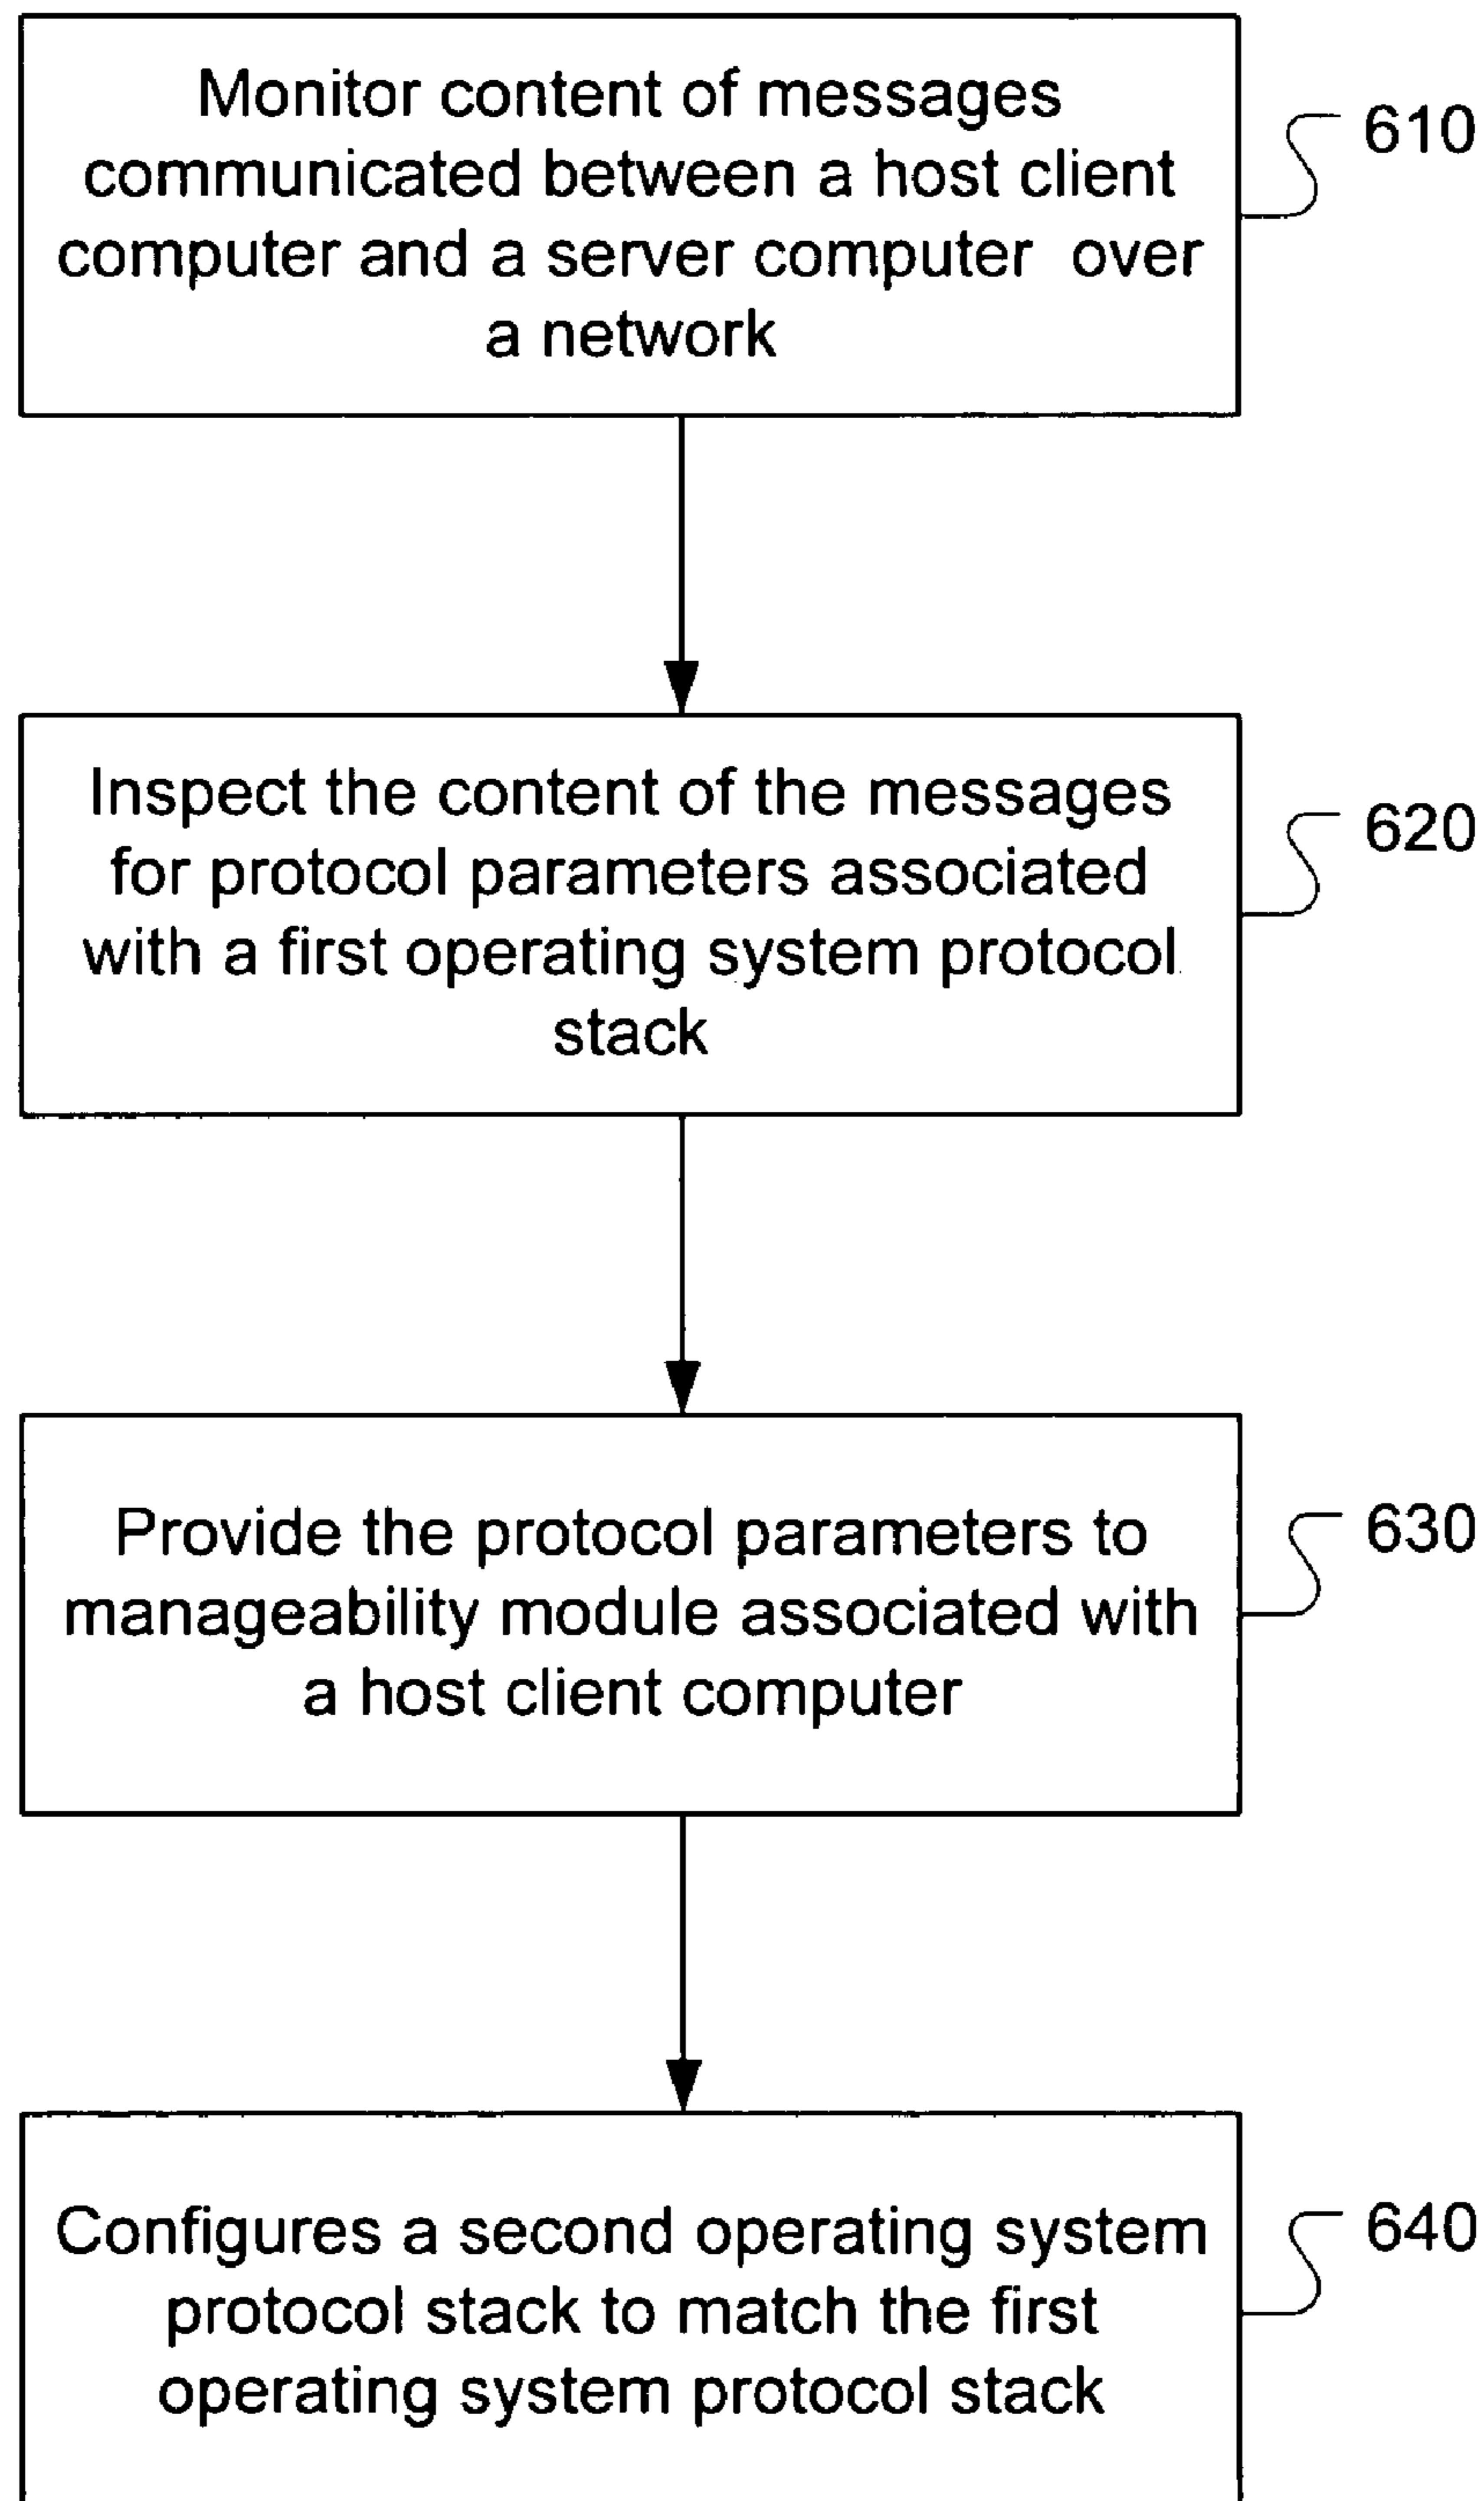 Monitor content of messages
communicated between a host client
computer and a server computer over
a network
610
Inspect the content of the messages
for protocol parameters associated
with a first operating system protocol
stack
620
Provide the protocol parameters to
manageability module associated with
a host client computer
630
Configures a second operating system
protocol stack to match the first
operating system protocol stack
640